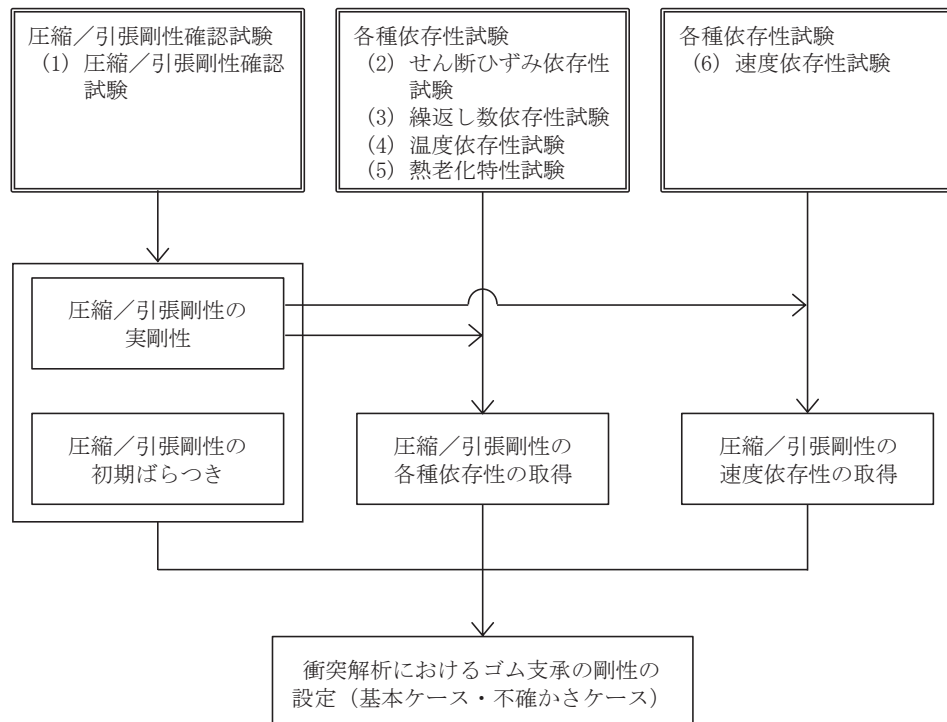 圧縮／引張剛性確認試験
（1）圧縮／引張剛性確認
試験
各種依存性試験
（2）せん断ひずみ依存性
試験
（3）繰返し数依存性試験
（4）温度依存性試験
（5）熱老化特性試験
各種依存性試験
（6）速度依存性試験
圧縮／引張剛性の
実剛性
圧縮／引張剛性の
初期ばらつき
圧縮／引張剛性の
各種依存性の取得
圧縮／引張剛性の
速度依存性の取得
衝突解析におけるゴム支承の剛性の
設定（基本ケース・不確かさケース）